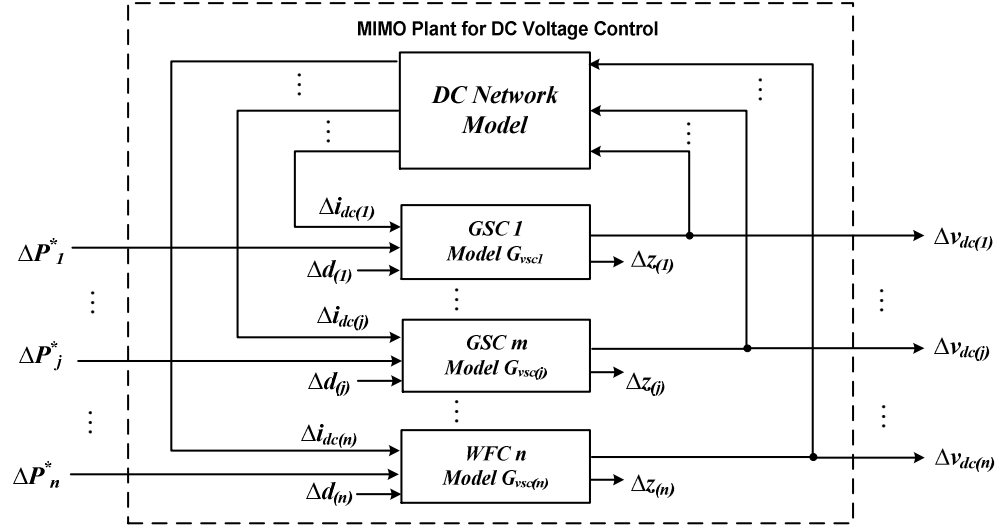 MIMO Plant for DC Voltage Control
DC Network
Model
Δi_dc(1)
GSC 1
Model G_vsc1
ΔP*_1
Δd_(1)
Δz_(1)
Δv_dc(1)
Δi_dc(j)
GSC m
Model G_vsc(j)
ΔP*_j
Δd_(j)
Δz_(j)
Δv_dc(j)
Δi_dc(n)
WFC n
Model G_vsc(n)
ΔP*_n
Δd_(n)
Δz_(n)
Δv_dc(n)